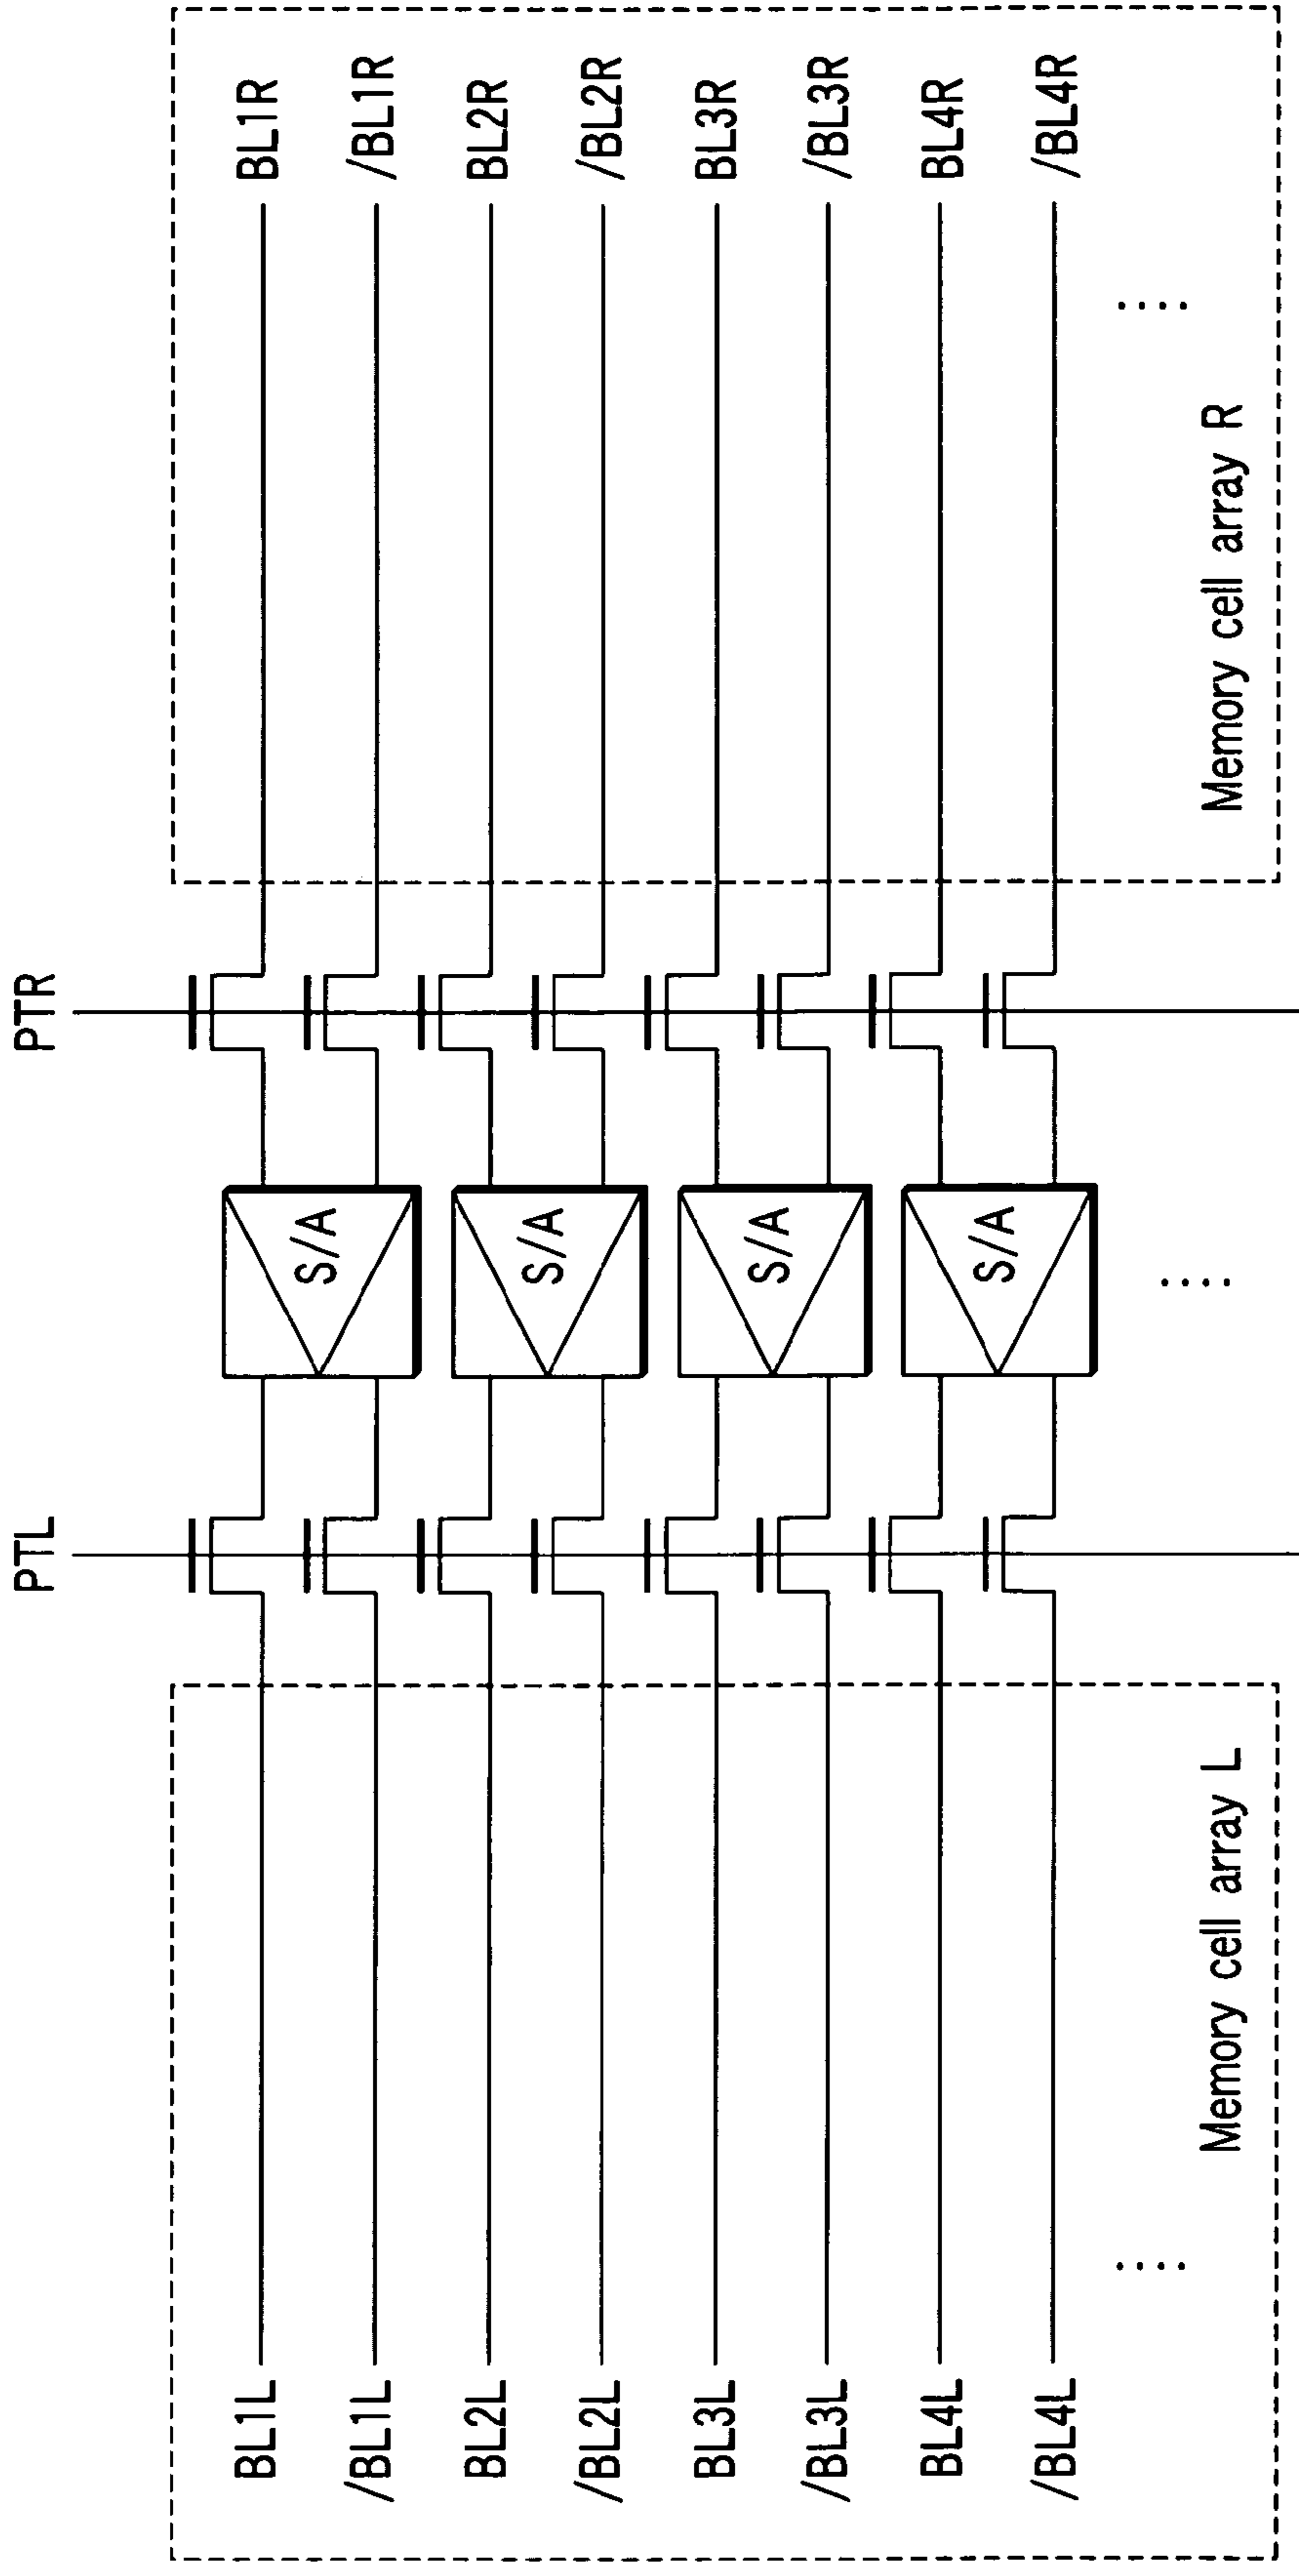 PTL
PTR
BL1L
S/A
BL1R
/BL1L
/BL1R
BL2L
S/A
BL2R
/BL2L
/BL2R
BL3L
S/A
BL3R
/BL3L
/BL3R
BL4L
S/A
BL4R
/BL4L
/BL4R
....
....
....
Memory cell array L
Memory cell array R